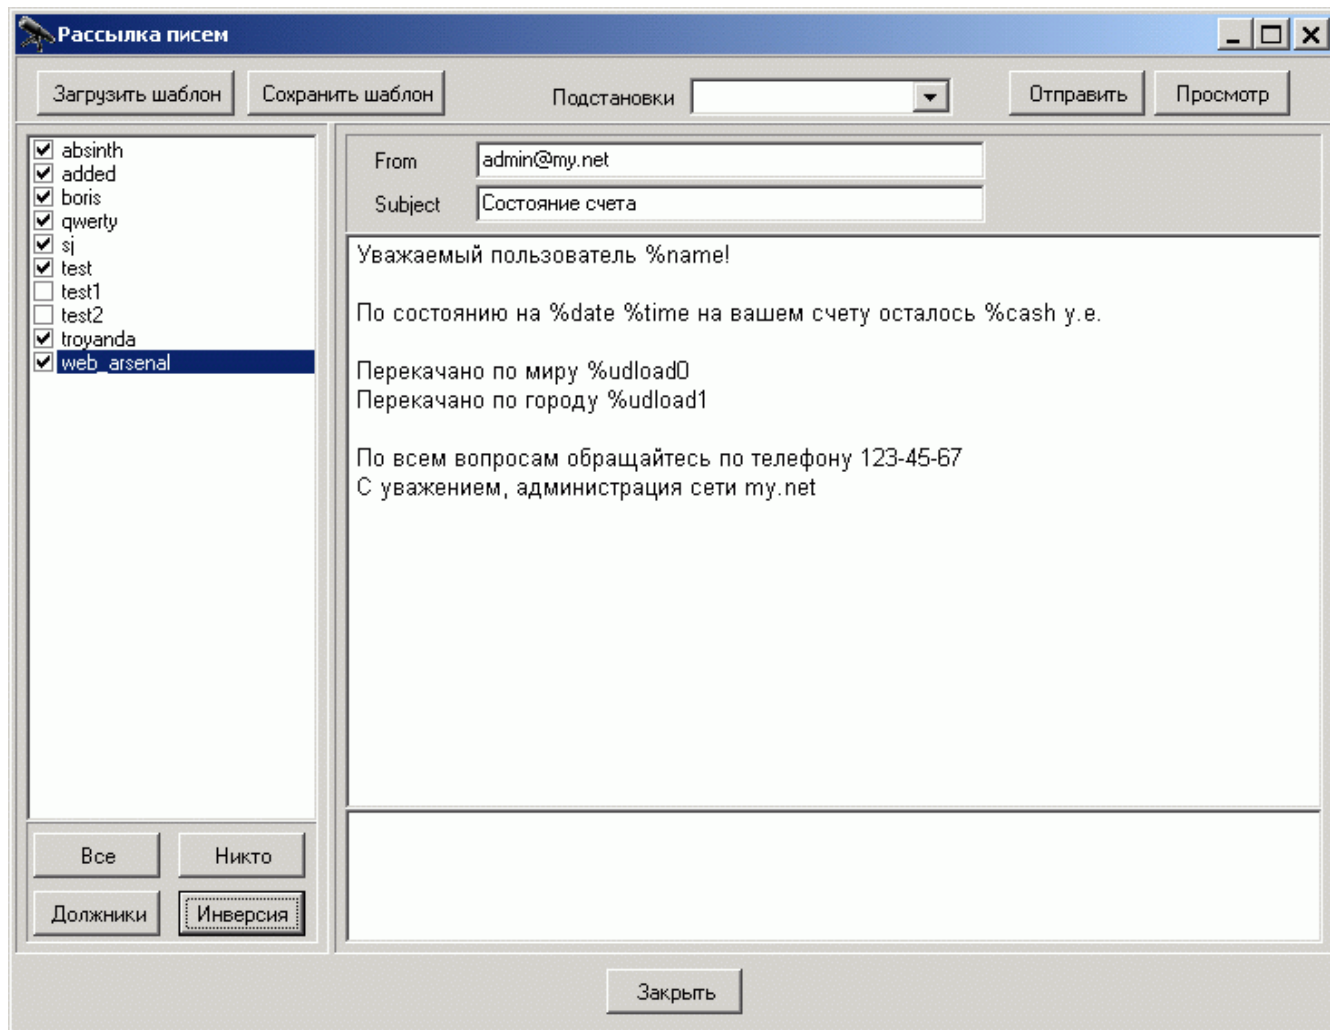 Рассылка писем
Загрузить шаблон
Сохранить шаблон
Подстановки
Отправить
Просмотр
absinth
added
boris
qwerty
sj
test
test1
test2
troyanda
web_arsenal
Все
Никто
Должники
Инверсия
From admin@my.net
Subject Состояние счета
Уважаемый пользователь %name!
По состоянию на %date %time на вашем счету осталось %cash у.е.
Перекачано по миру %udload0
Перекачано по городу %udload1
По всем вопросам обращайтесь по телефону 123-45-67
С уважением, администрация сети my.net
Закрыть